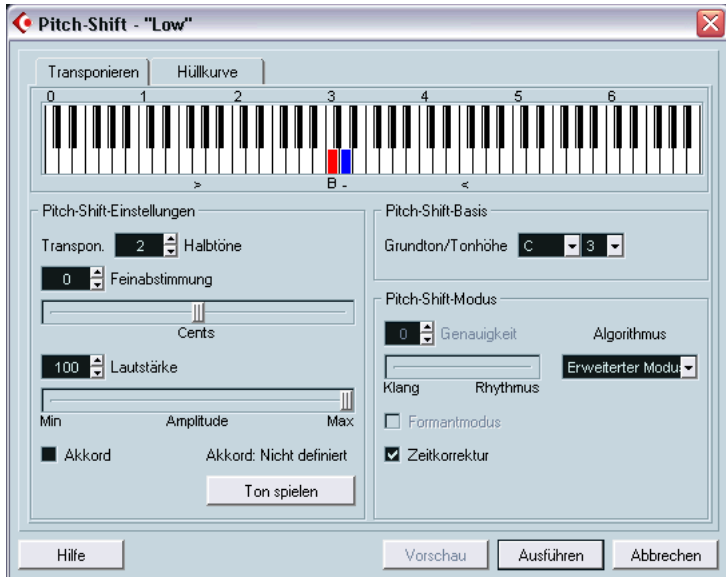 Pitch-Shift - "Low"
Transponieren Hüllkurve
0 1 2 3 4 5 6
> B - <
Pitch-Shift-Einstellungen
Transpon. 2 Halbtöne
0 Feinabstimmung
Cents
100 Lautstärke
Min Amplitude Max
Akkord Akkord: Nicht definiert
Ton spielen
Pitch-Shift-Basis
Grundton/Tonhöhe C 3
Pitch-Shift-Modus
0 Genauigkeit Algorithmus
Erweiterter Modu
Klang Rhythmus
Formantmodus
Zeitkorrektur
Hilfe Vorschau Ausführen Abbrechen